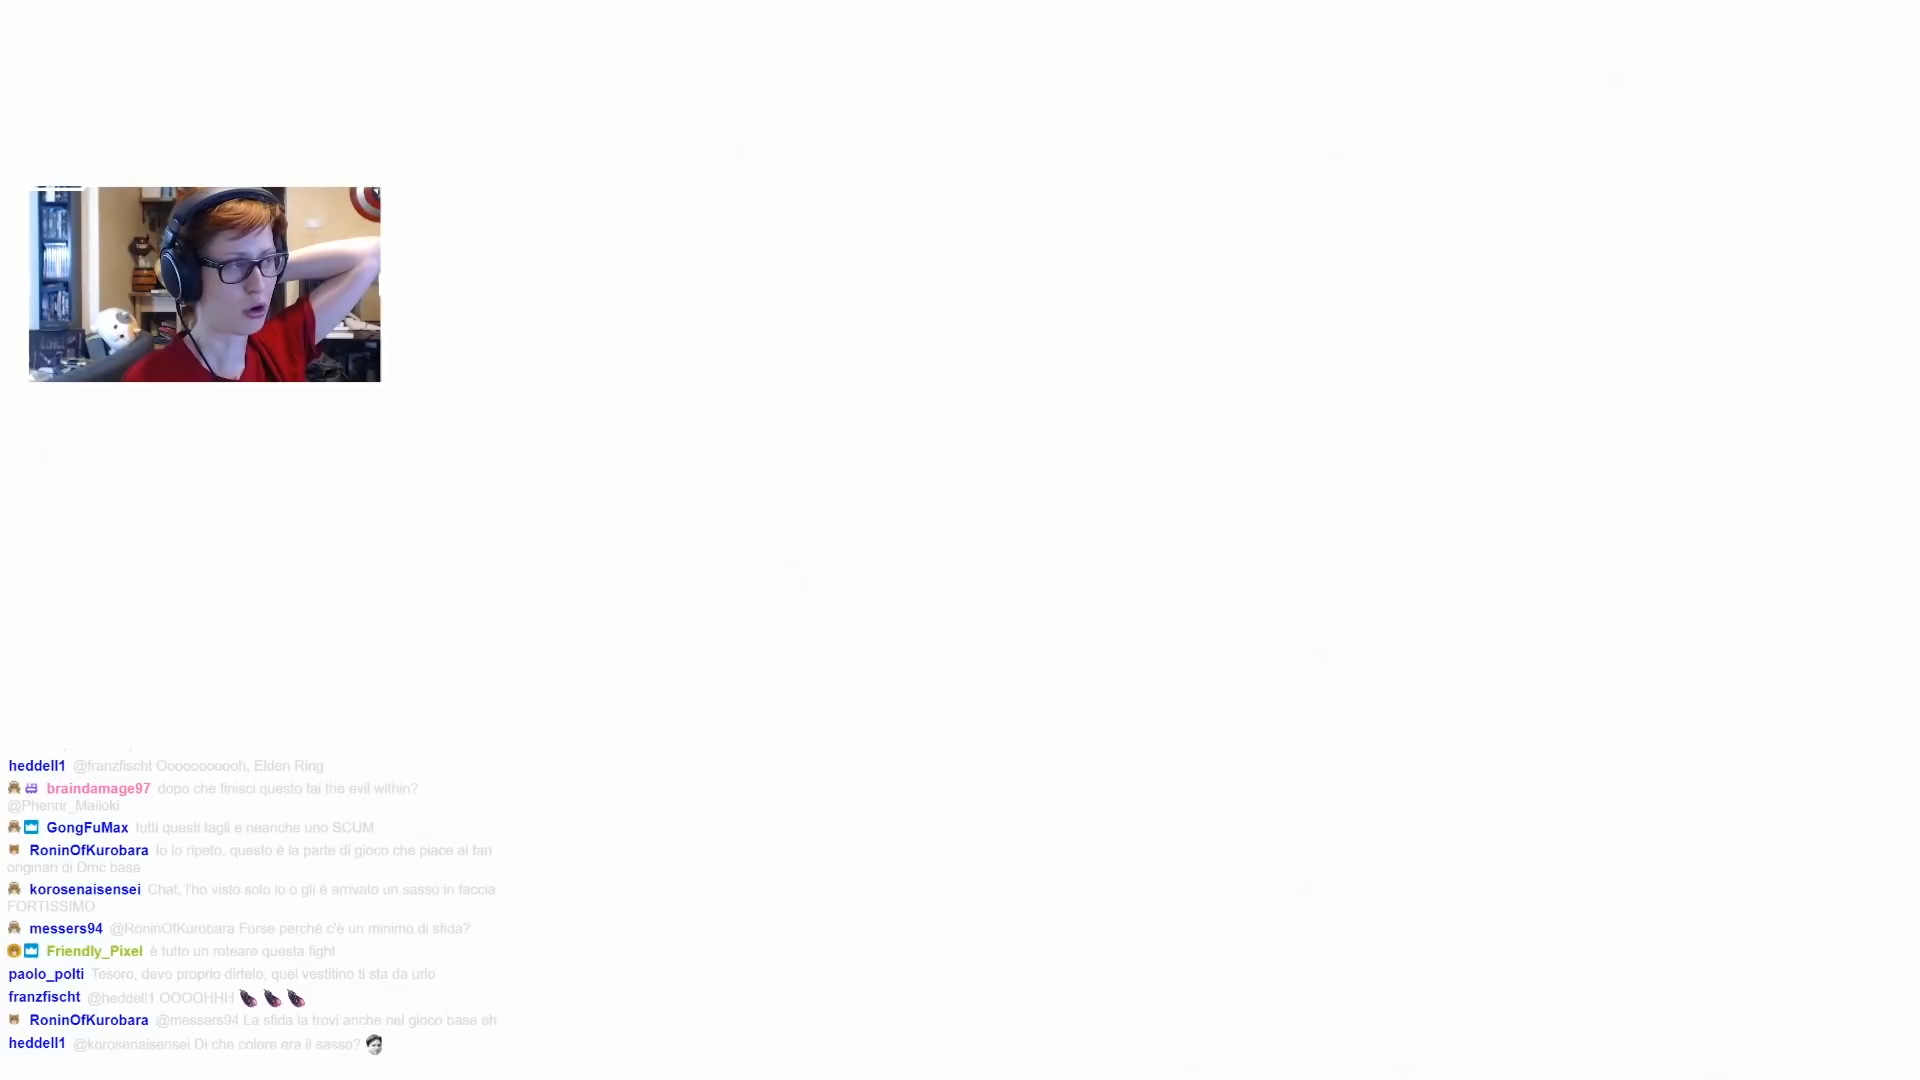 heddell1 @franzfischt Ooooooooooh, Elden Ring
braindamage97 dopo che finisci questo fai the evil within?
@Phenrir_Mailoki
GongFuMax tutti questi tagli e neanche uno SCUM
RoninOfKurobara Io lo ripeto, questo è la parte di gioco che piace ai fan
originari di Dmc base
korosenaisensei Chat, l'ho visto solo io o gli è arrivato un sasso in faccia
FORTISSIMO
messers94 @RoninOfKurobara Forse perché c'è un minimo di sfida?
Friendly_Pixel è tutto un roteare questa fight
paolo_polti Tesoro, devo proprio dirtelo, quel vestitino ti sta da urlo
franzfischt @heddell1 OOOOHHH
RoninOfKurobara @messers94 La sfida la trovi anche nel gioco base eh
heddell1 @korosenaisensei Di che colore era il sasso?